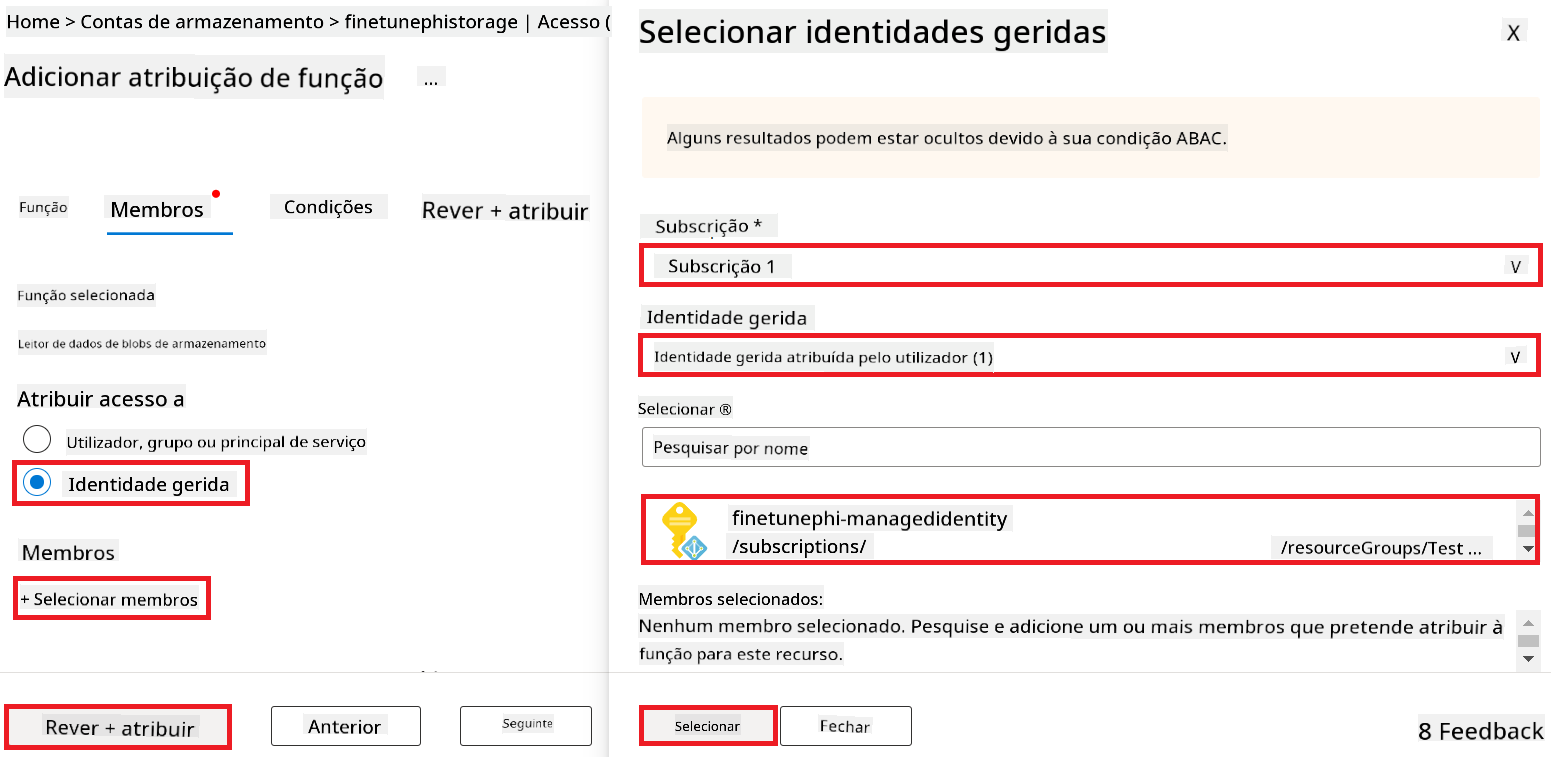 Home > Contas de armazenamento > finetunephistorage | Acesso (
Adicionar atribuição de função
...
Função
Membros
Condições
Rever + atribuir
Função selecionada
Leitor de dados de blobs de armazenamento
Atribuir acesso a
Utilizador, grupo ou principal de serviço
Identidade gerida
Membros
+ Selecionar membros
Rever + atribuir
Anterior
Seguinte
Selecionar identidades geridas
X
Alguns resultados podem estar ocultos devido à sua condição ABAC.
Subscrição *
Subscrição 1
V
Identidade gerida
Identidade gerida atribuída pelo utilizador (1)
V
Selecionar ®
Pesquisar por nome
finetunephi-managedidentity
/subscriptions/
/resourceGroups/Test ...
Membros selecionados:
Nenhum membro selecionado. Pesquise e adicione um ou mais membros que pretende atribuir à
função para este recurso.
Selecionar
Fechar
8 Feedback